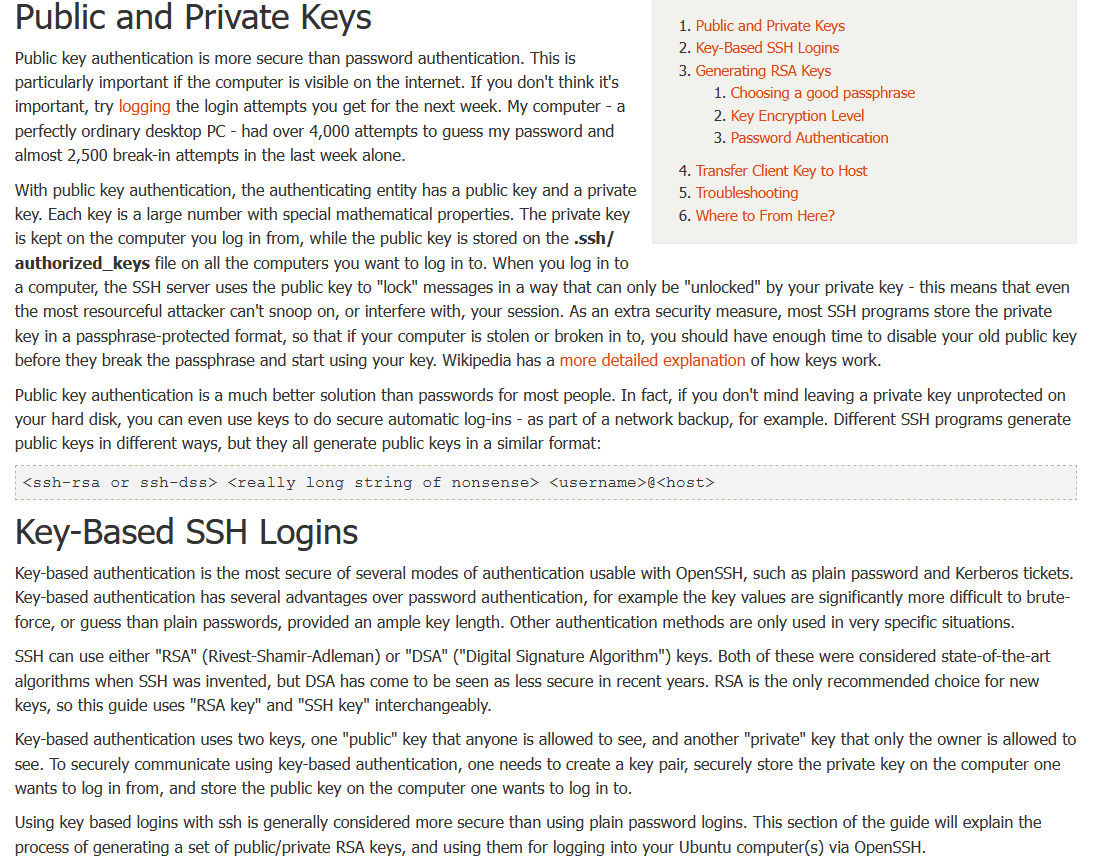 Public and Private Keys
Public key authentication is more secure than password authentication. This is
particularly important if the computer is visible on the internet. If you don't think it's
important, try logging the login attempts you get for the next week. My computer - a
perfectly ordinary desktop PC - had over 4,000 attempts to guess my password and
almost 2,500 break-in attempts in the last week alone.
1. Public and Private Keys
2. Key-Based SSH Logins
3. Generating RSA Keys
1. Choosing a good passphrase
2. Key Encryption Level
3. Password Authentication
4. Transfer Client Key to Host
5. Troubleshooting
6. Where to From Here?
With public key authentication, the authenticating entity has a public key and a private
key. Each key is a large number with special mathematical properties. The private key
is kept on the computer you log in from, while the public key is stored on the .ssh/
authorized_keys file on all the computers you want to log in to. When you log in to
a computer, the SSH server uses the public key to "lock" messages in a way that can only be "unlocked" by your private key - this means that even
the most resourceful attacker can't snoop on, or interfere with, your session. As an extra security measure, most SSH programs store the private
key in a passphrase-protected format, so that if your computer is stolen or broken in to, you should have enough time to disable your old public key
before they break the passphrase and start using your key. Wikipedia has a more detailed explanation of how keys work.
Public key authentication is a much better solution than passwords for most people. In fact, if you don't mind leaving a private key unprotected on
your hard disk, you can even use keys to do secure automatic log-ins - as part of a network backup, for example. Different SSH programs generate
public keys in different ways, but they all generate public keys in a similar format:
<ssh-rsa or ssh-dss> <really long string of nonsense> <username>@<host>
Key-Based SSH Logins
Key-based authentication is the most secure of several modes of authentication usable with OpenSSH, such as plain password and Kerberos tickets.
Key-based authentication has several advantages over password authentication, for example the key values are significantly more difficult to brute-
force, or guess than plain passwords, provided an ample key length. Other authentication methods are only used in very specific situations.
SSH can use either "RSA" (Rivest-Shamir-Adleman) or "DSA" ("Digital Signature Algorithm") keys. Both of these were considered state-of-the-art
algorithms when SSH was invented, but DSA has come to be seen as less secure in recent years. RSA is the only recommended choice for new
keys, so this guide uses "RSA key" and "SSH key" interchangeably.
Key-based authentication uses two keys, one "public" key that anyone is allowed to see, and another "private" key that only the owner is allowed to
see. To securely communicate using key-based authentication, one needs to create a key pair, securely store the private key on the computer one
wants to log in from, and store the public key on the computer one wants to log in to.
Using key based logins with ssh is generally considered more secure than using plain password logins. This section of the guide will explain the
process of generating a set of public/private RSA keys, and using them for logging into your Ubuntu computer(s) via OpenSSH.